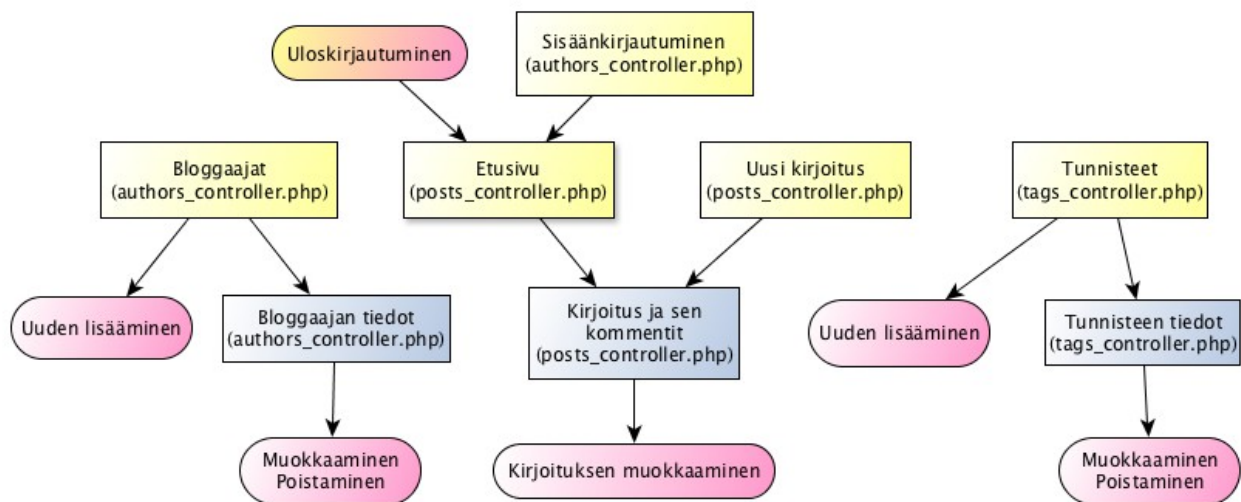 Uloskirjautuminen
Sisäänkirjautuminen
(authors_controller.php)
Bloggaajat
(authors_controller.php)
Etusivu
(posts_controller.php)
Uusi kirjoitus
(posts_controller.php)
Tunnisteet
(tags_controller.php)
Uuden lisääminen
Bloggaajan tiedot
(authors_controller.php)
Kirjoitus ja sen
kommentit
(posts_controller.php)
Uuden lisääminen
Tunnisteen tiedot
(tags_controller.php)
Muokkaaminen
Poistaminen
Kirjoituksen muokkaaminen
Muokkaaminen
Poistaminen